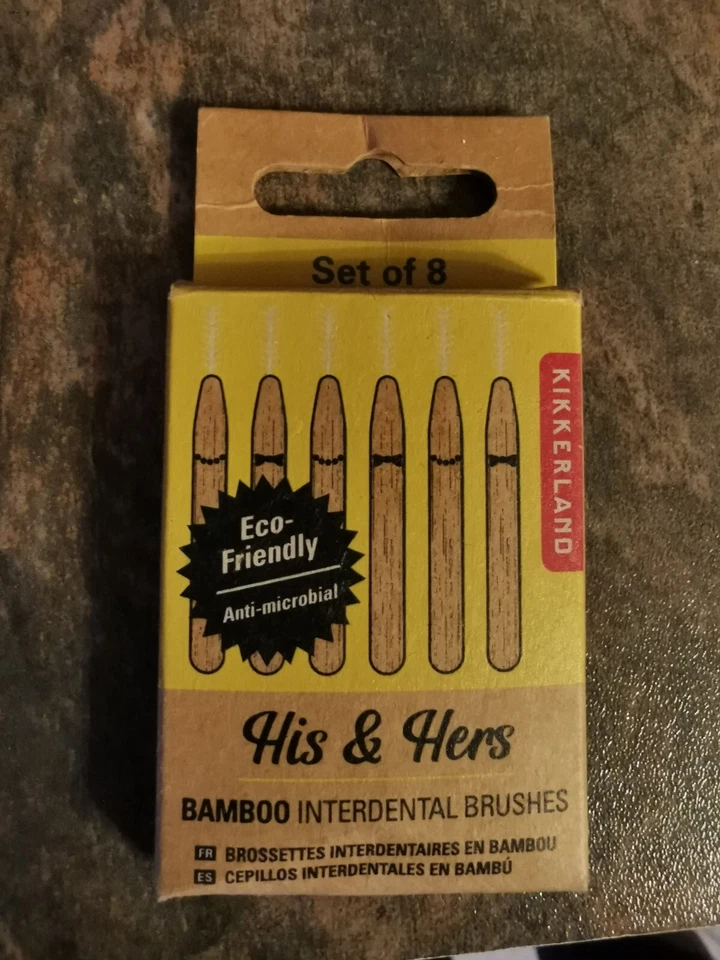 Set of 8
KIKKERLAND
Eco-
Friendly
Anti-microbial
His & Hers
BAMBOO INTERDENTAL BRUSHES
FR BROSSETTES INTERDENTAIRES EN BAMBOU
ES CEPILLOS INTERDENTALES EN BAMBÚ